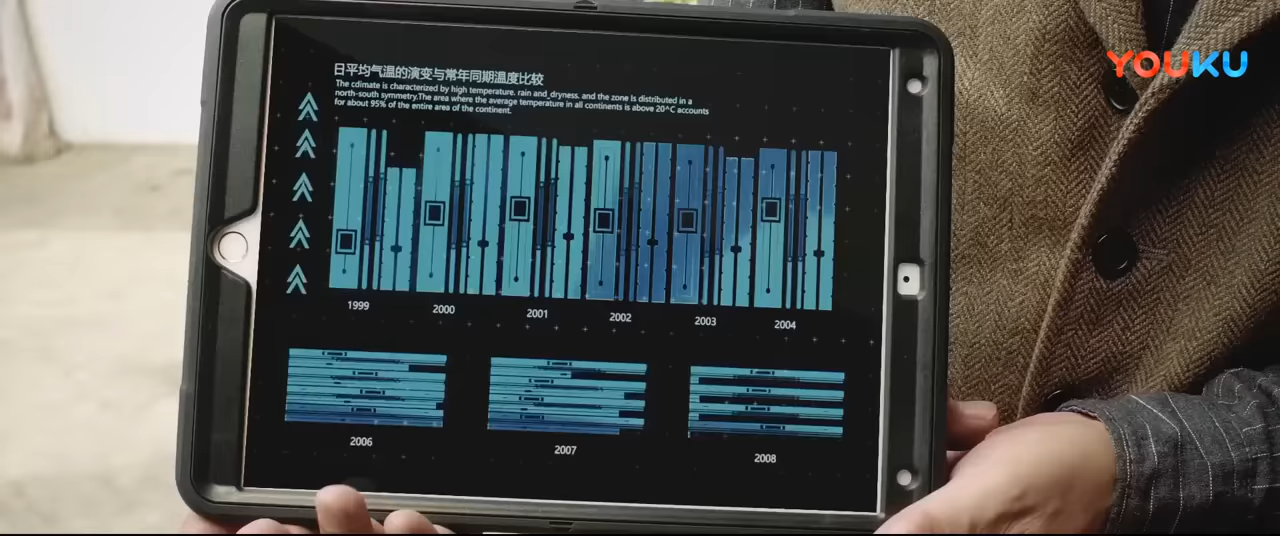 YOUKU
日平均气温的演变与常年同期温度比较
The cdimate is characterized by high temperature, rain and_dryness, and the zone is distributed in a
north-south symmetry.The area where the average temperature in all continents is above 20^C accounts
for about 95% of the entire area of the continent.
1999
2000
2001
2002
2003
2004
2006
2007
2008